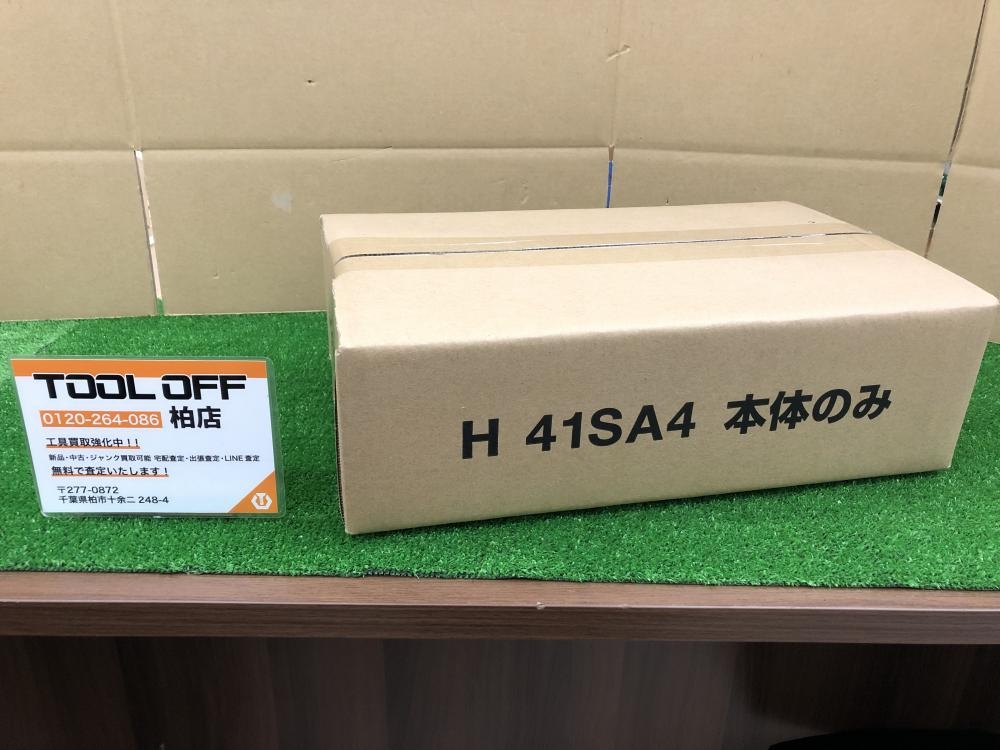 TOOL OFF
0120-264-086 柏店
工具買取強化中！！
新品・中古・ジャンク買取可能 宅配査定・出張査定・LINE査定
無料で査定いたします！
〒277-0872
千葉県柏市十余二 248-4
H 41SA4 本体のみ